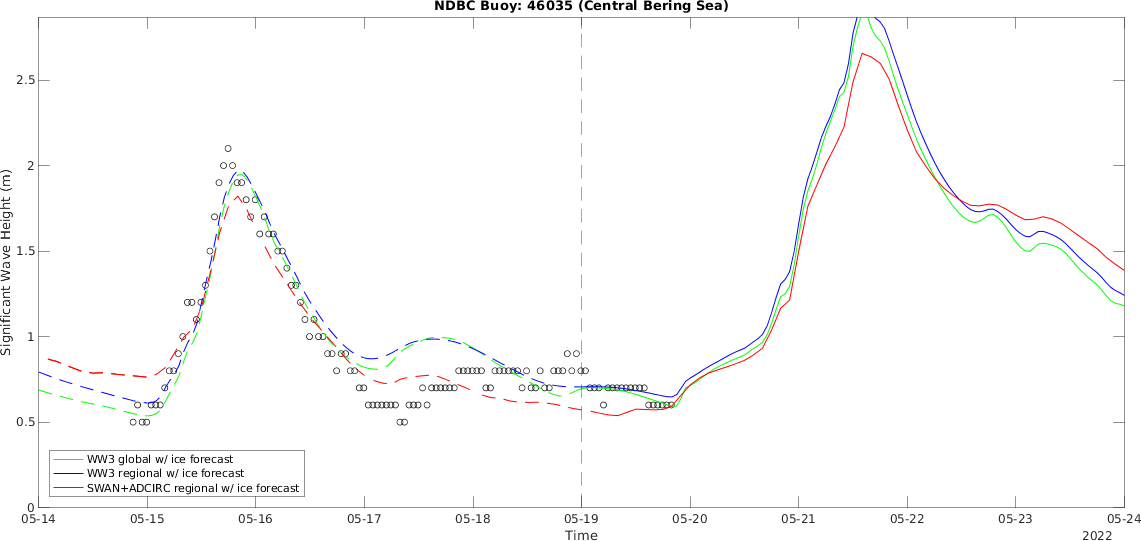 NDBC Buoy: 46035 (Central Bering Sea)
Significant Wave Height (m)
2.5
2
1.5
1
0.5
0
WW3 global w/ ice forecast
WW3 regional w/ ice forecast
SWAN+ADCIRC regional w/ ice forecast
05-14 05-15 05-16 05-17 05-18 05-19 05-20 05-21 05-22 05-23 05-24
Time
2022